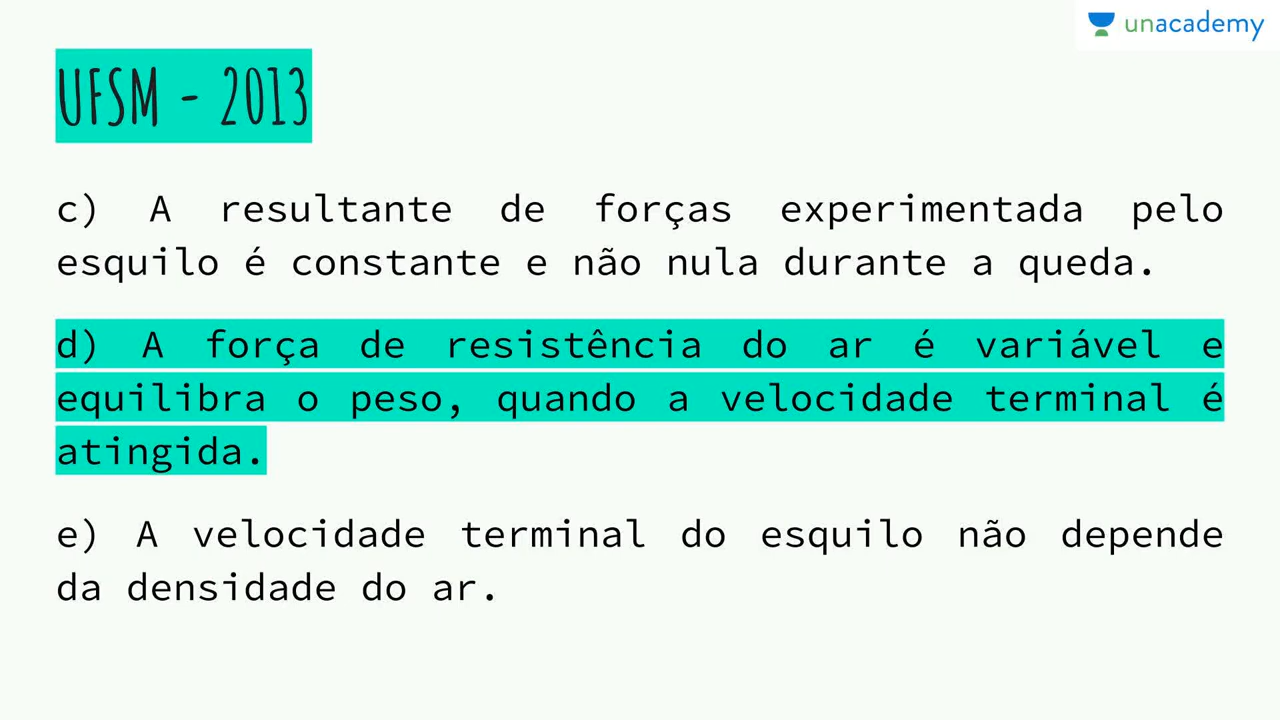 unacademy
UFSM - 2013
c) A resultante de forças experimentada pelo
esquilo é constante e não nula durante a queda.
d) A força de resistência do ar é variável e
equilibra o peso, quando a velocidade terminal é
atingida.
e) A velocidade terminal do esquilo não depende
da densidade do ar.